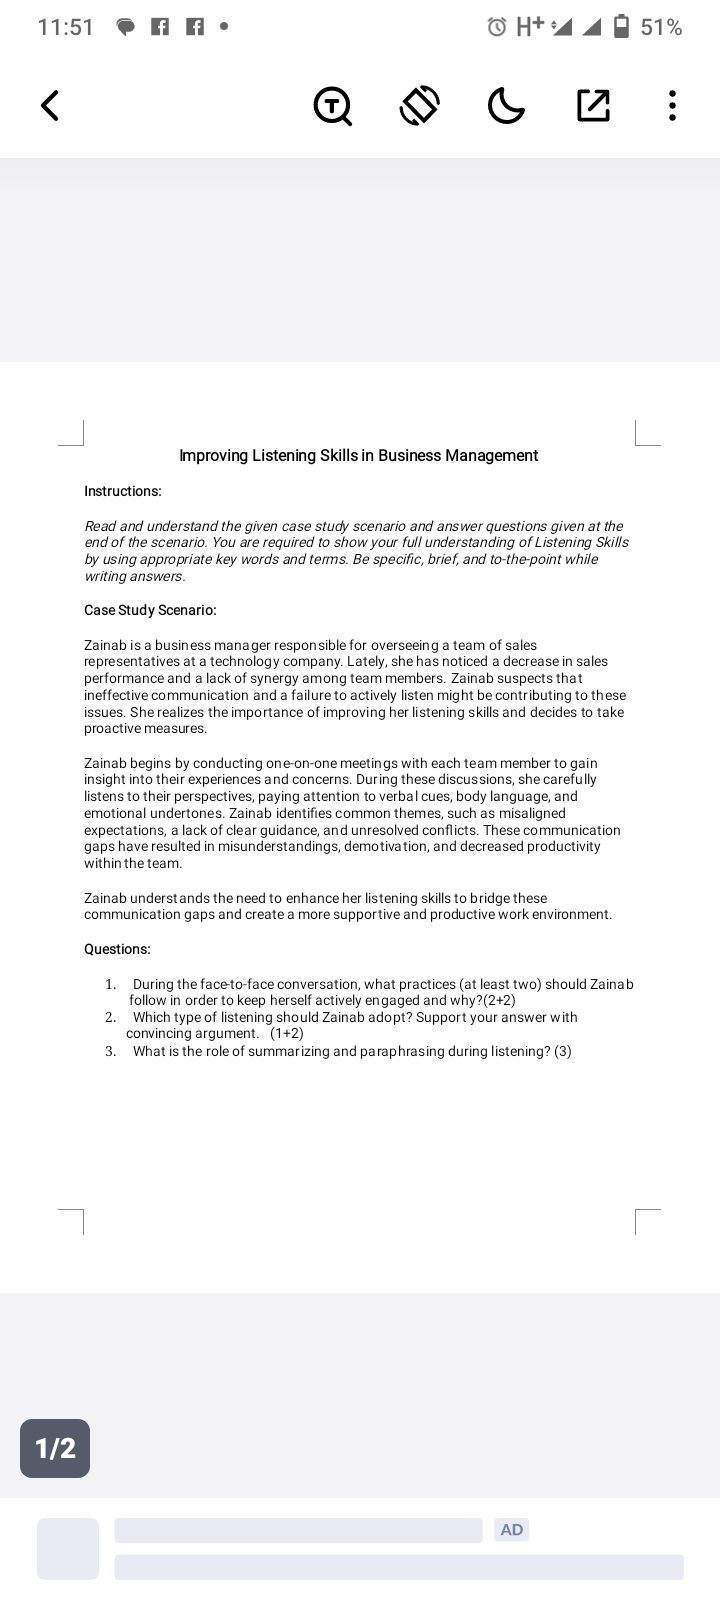 11:51
H+
51%
Improving Listening Skills in Business Management
Instructions:
Read and understand the given case study scenario and answer questions given at the
end of the scenario. You are required to show your full understanding of Listening Skills
by using appropriate key words and terms. Be specific, brief, and to-the-point while
writing answers.
Case Study Scenario:
Zainab is a business manager responsible for overseeing a team of sales
representatives at a technology company. Lately, she has noticed a decrease in sales
performance and a lack of synergy among team members. Zainab suspects that
ineffective communication and a failure to actively listen might be contributing to these
issues. She realizes the importance of improving her listening skills and decides to take
proactive measures.
Zainab begins by conducting one-on-one meetings with each team member to gain
insight into their experiences and concerns. During these discussions, she carefully
listens to their perspectives, paying attention to verbal cues, body language, and
emotional undertones. Zainab identifies common themes, such as misaligned
expectations, a lack of clear guidance, and unresolved conflicts. These communication
gaps have resulted in misunderstandings, demotivation, and decreased productivity
within the team.
Zainab understands the need to enhance her listening skills to bridge these
communication gaps and create a more supportive and productive work environment.
Questions:
1. During the face-to-face conversation, what practices (at least two) should Zainab
follow in order to keep herself actively engaged and why?(2+2)
2. Which type of listening should Zainab adopt? Support your answer with
convincing argument. (1+2)
3. What is the role of summarizing and paraphrasing during listening? (3)
1/2
AD